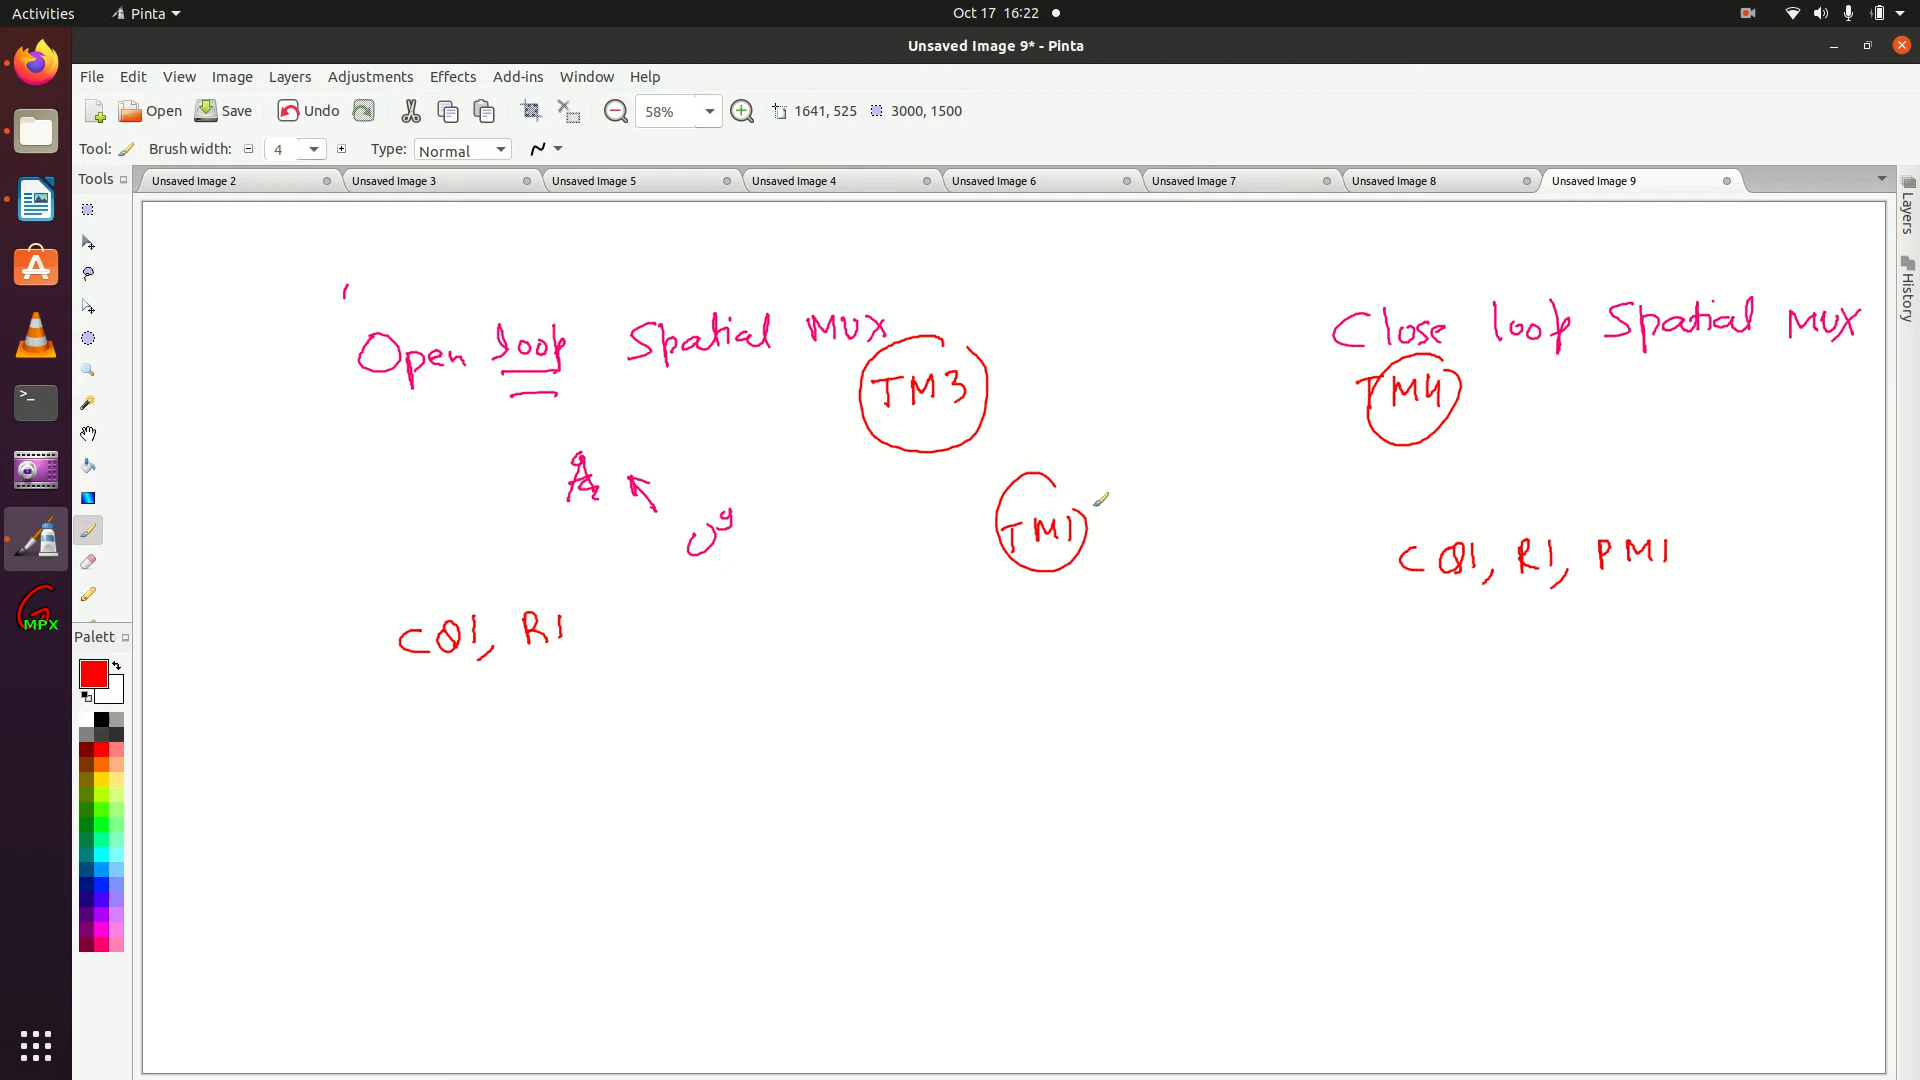 Activities Pinta Oct 17 16:22
Unsaved Image 9* - Pinta
File Edit View Image Layers Adjustments Effects Add-ins Window Help
Open Save Undo 58% 1641, 525 3000, 1500
Tool: Brush width: 4 Type: Normal
Tools Unsaved Image 2 Unsaved Image 3 Unsaved Image 5 Unsaved Image 4 Unsaved Image 6 Unsaved Image 7 Unsaved Image 8 Unsaved Image 9
Layers
History
Open loop Spatial MUX
TM3
Close loop Spatial MUX
TM4
TM1
CQI, RI, PMI
CQI, RI
MPX
Palett